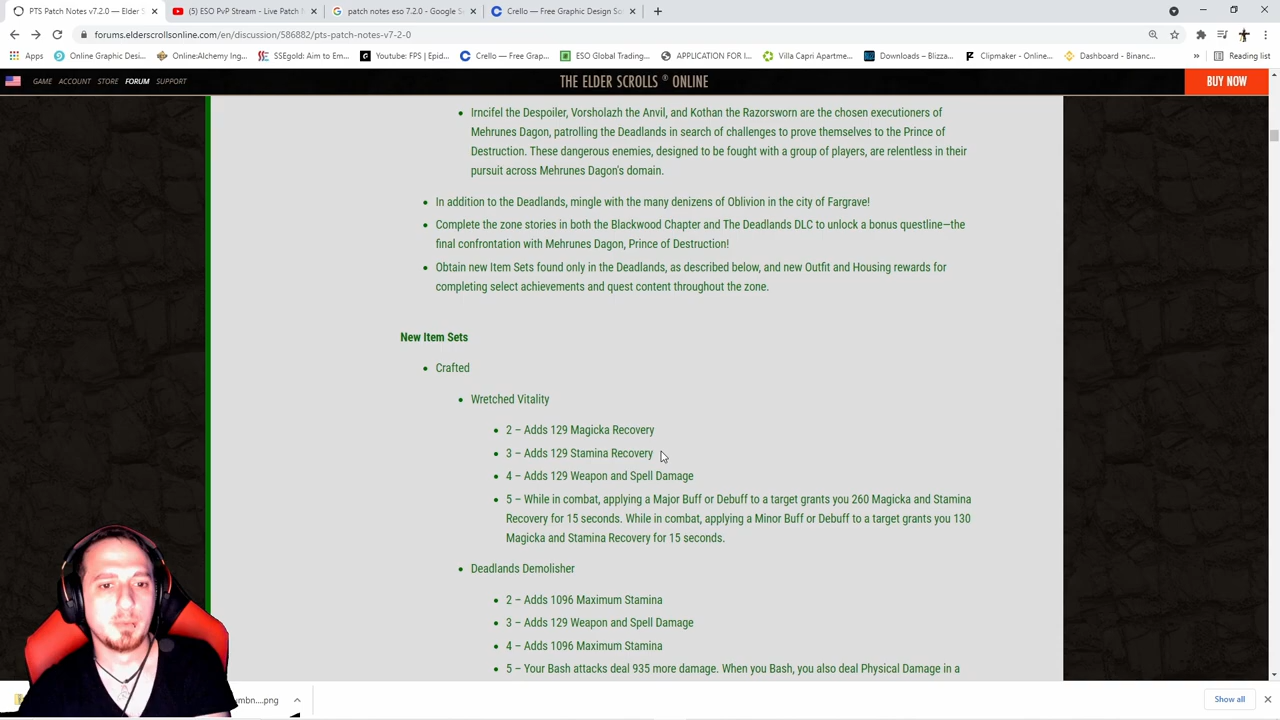 PTS Patch Notes v7.2.0 — Elder S
(5) ESO PvP Stream - Live Patch N
patch notes eso 7.2.0 - Google S
Crello — Free Graphic Design So
forums.elderscrollsonline.com/en/discussion/586882/pts-patch-notes-v7-2-0
Apps
Online Graphic Desi...
Online:Alchemy Ing...
SSEgold: Aim to Em...
Youtube: FPS | Epid...
Crello — Free Grap...
ESO Global Trading...
APPLICATION FOR I...
Villa Capri Apartme...
Downloads – Blizza...
Clipmaker - Online...
Dashboard - Binanc...
»
Reading list
GAME ACCOUNT STORE FORUM SUPPORT
THE ELDER SCROLLS ® ONLINE
BUY NOW
Irncifel the Despoiler, Vorsholazh the Anvil, and Kothan the Razorsworn are the chosen executioners of
Mehrunes Dagon, patrolling the Deadlands in search of challenges to prove themselves to the Prince of
Destruction. These dangerous enemies, designed to be fought with a group of players, are relentless in their
pursuit across Mehrunes Dagon's domain.
In addition to the Deadlands, mingle with the many denizens of Oblivion in the city of Fargrave!
Complete the zone stories in both the Blackwood Chapter and The Deadlands DLC to unlock a bonus questline—the
final confrontation with Mehrunes Dagon, Prince of Destruction!
Obtain new Item Sets found only in the Deadlands, as described below, and new Outfit and Housing rewards for
completing select achievements and quest content throughout the zone.
New Item Sets
Crafted
Wretched Vitality
2 – Adds 129 Magicka Recovery
3 – Adds 129 Stamina Recovery
4 – Adds 129 Weapon and Spell Damage
5 – While in combat, applying a Major Buff or Debuff to a target grants you 260 Magicka and Stamina
Recovery for 15 seconds. While in combat, applying a Minor Buff or Debuff to a target grants you 130
Magicka and Stamina Recovery for 15 seconds.
Deadlands Demolisher
2 – Adds 1096 Maximum Stamina
3 – Adds 129 Weapon and Spell Damage
4 – Adds 1096 Maximum Stamina
5 – Your Bash attacks deal 935 more damage. When you Bash, you also deal Physical Damage in a
mbn....png
Show all